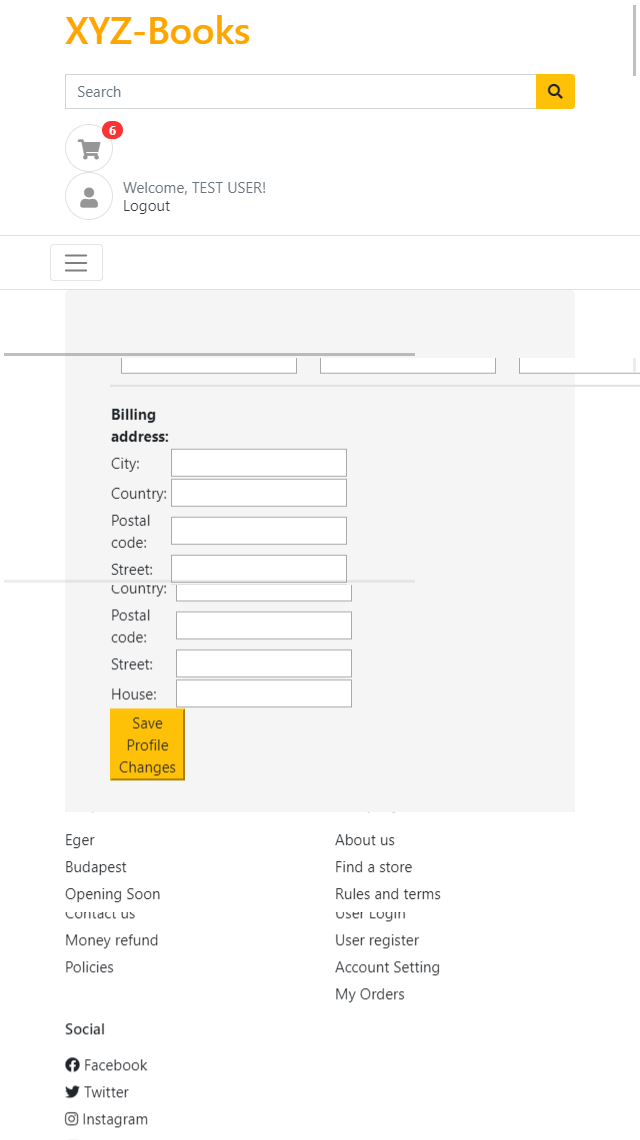 XYZ-Books
Search
6
Welcome, TEST USER!
Logout
Billing
address:
City:
Country:
Postal
code:
Street:
Country:
Postal
code:
Street:
House:
Save
Profile
Changes
Eger
About us
Budapest
Find a store
Opening Soon
Rules and terms
Contact us
User Login
Money refund
User register
Policies
Account Setting
My Orders
Social
Facebook
Twitter
Instagram